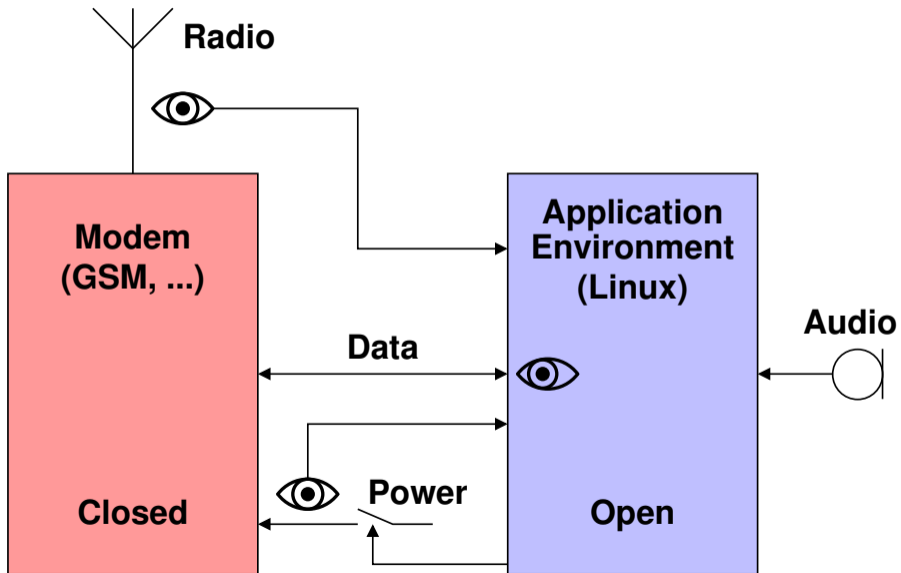 Radio
Modem
(GSM, ...)
Application
Environment
(Linux)
Audio
Data
Power
Closed
Open